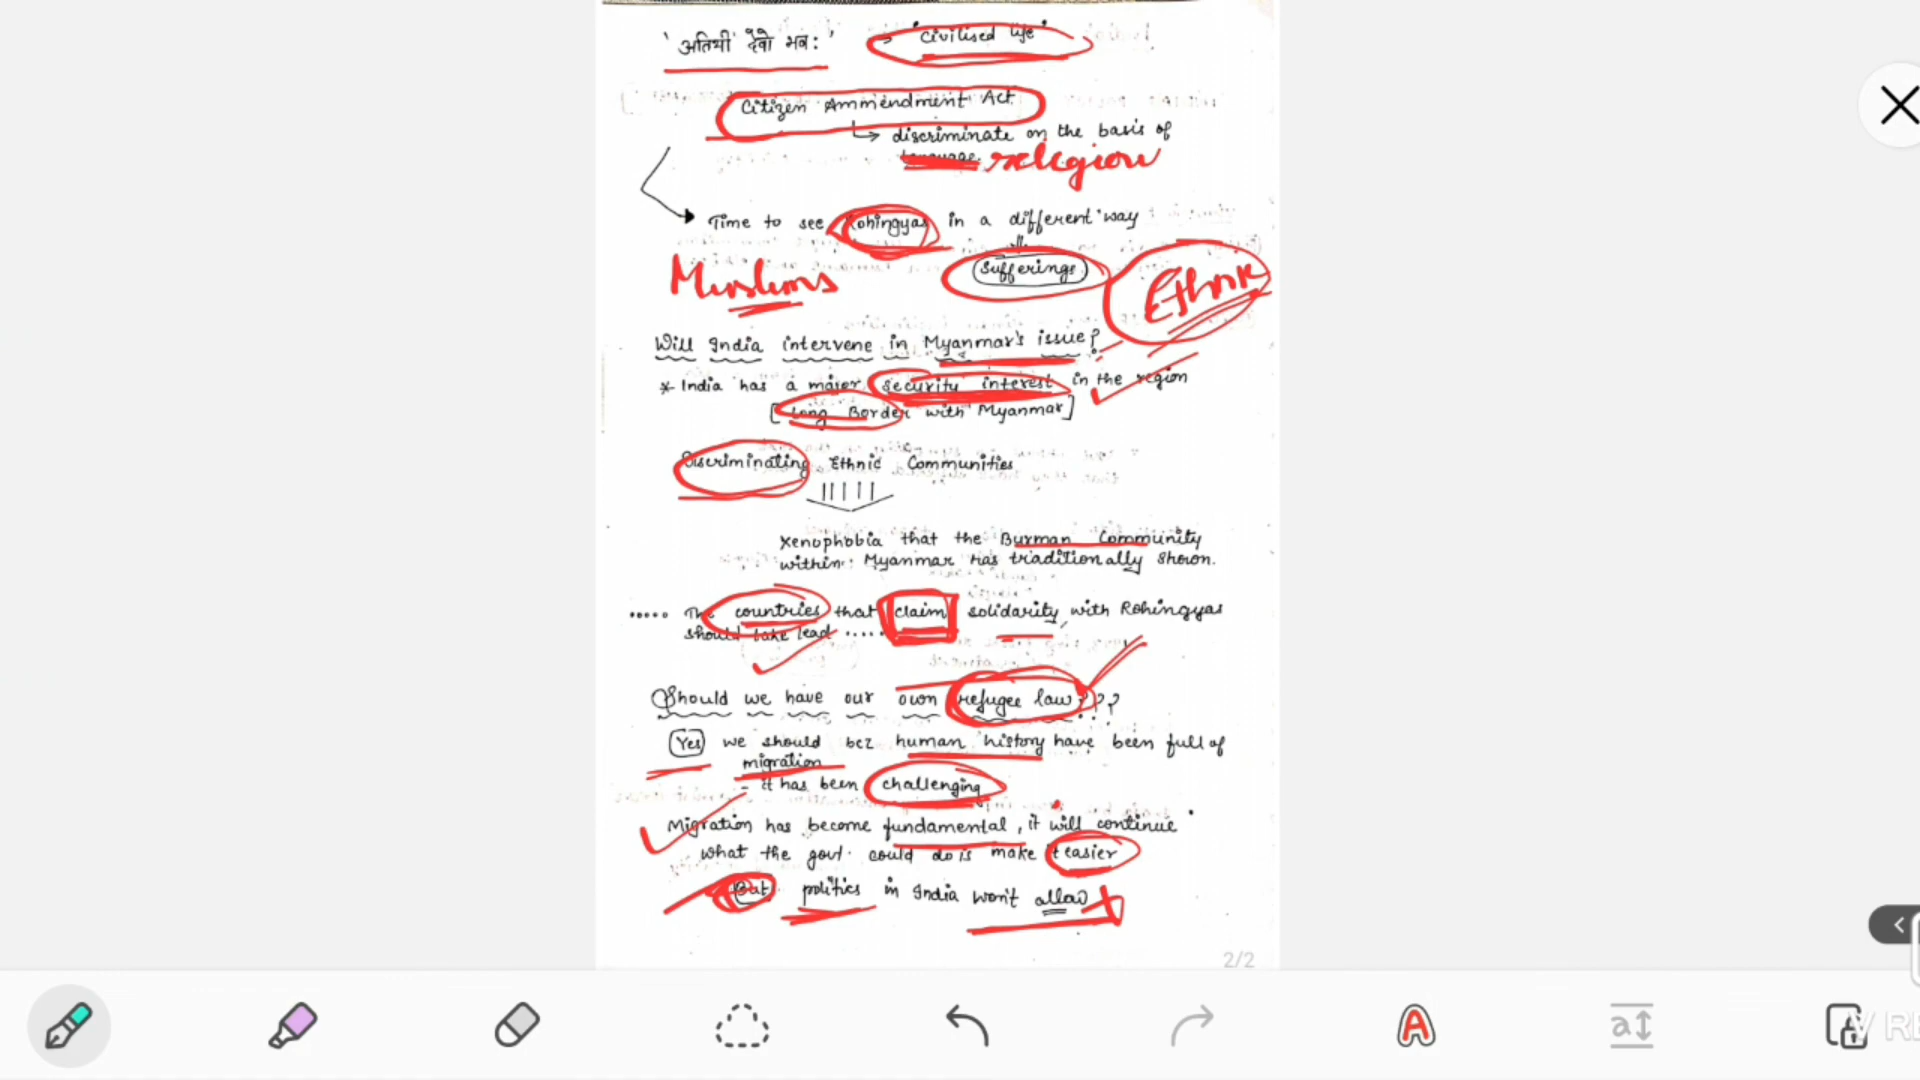 'अतिथी देवो भव:' → 'Civilised life'
Citizen Ammendment Act
↳ discriminate on the basis of
language religion
Time to see Rohingyas in a different way
Muslims Sufferings Ethnic
Will India intervene in Myanmar's issue?
* India has a major security interest in the region
[Long Border with Myanmar]
Discriminating Ethnic Communities
Xenophobia that the Burman Community
within Myanmar has traditionally shown.
..... The countries that claim solidarity with Rohingyas
should take lead .....
Should we have our own refugee law???
Yes we should bcz human history have been full of
migration
- it has been challenging
Migration has become fundamental, it will continue
what the govt. could do is make it easier
But politics in India won't allow
2/2
A
a
V RE